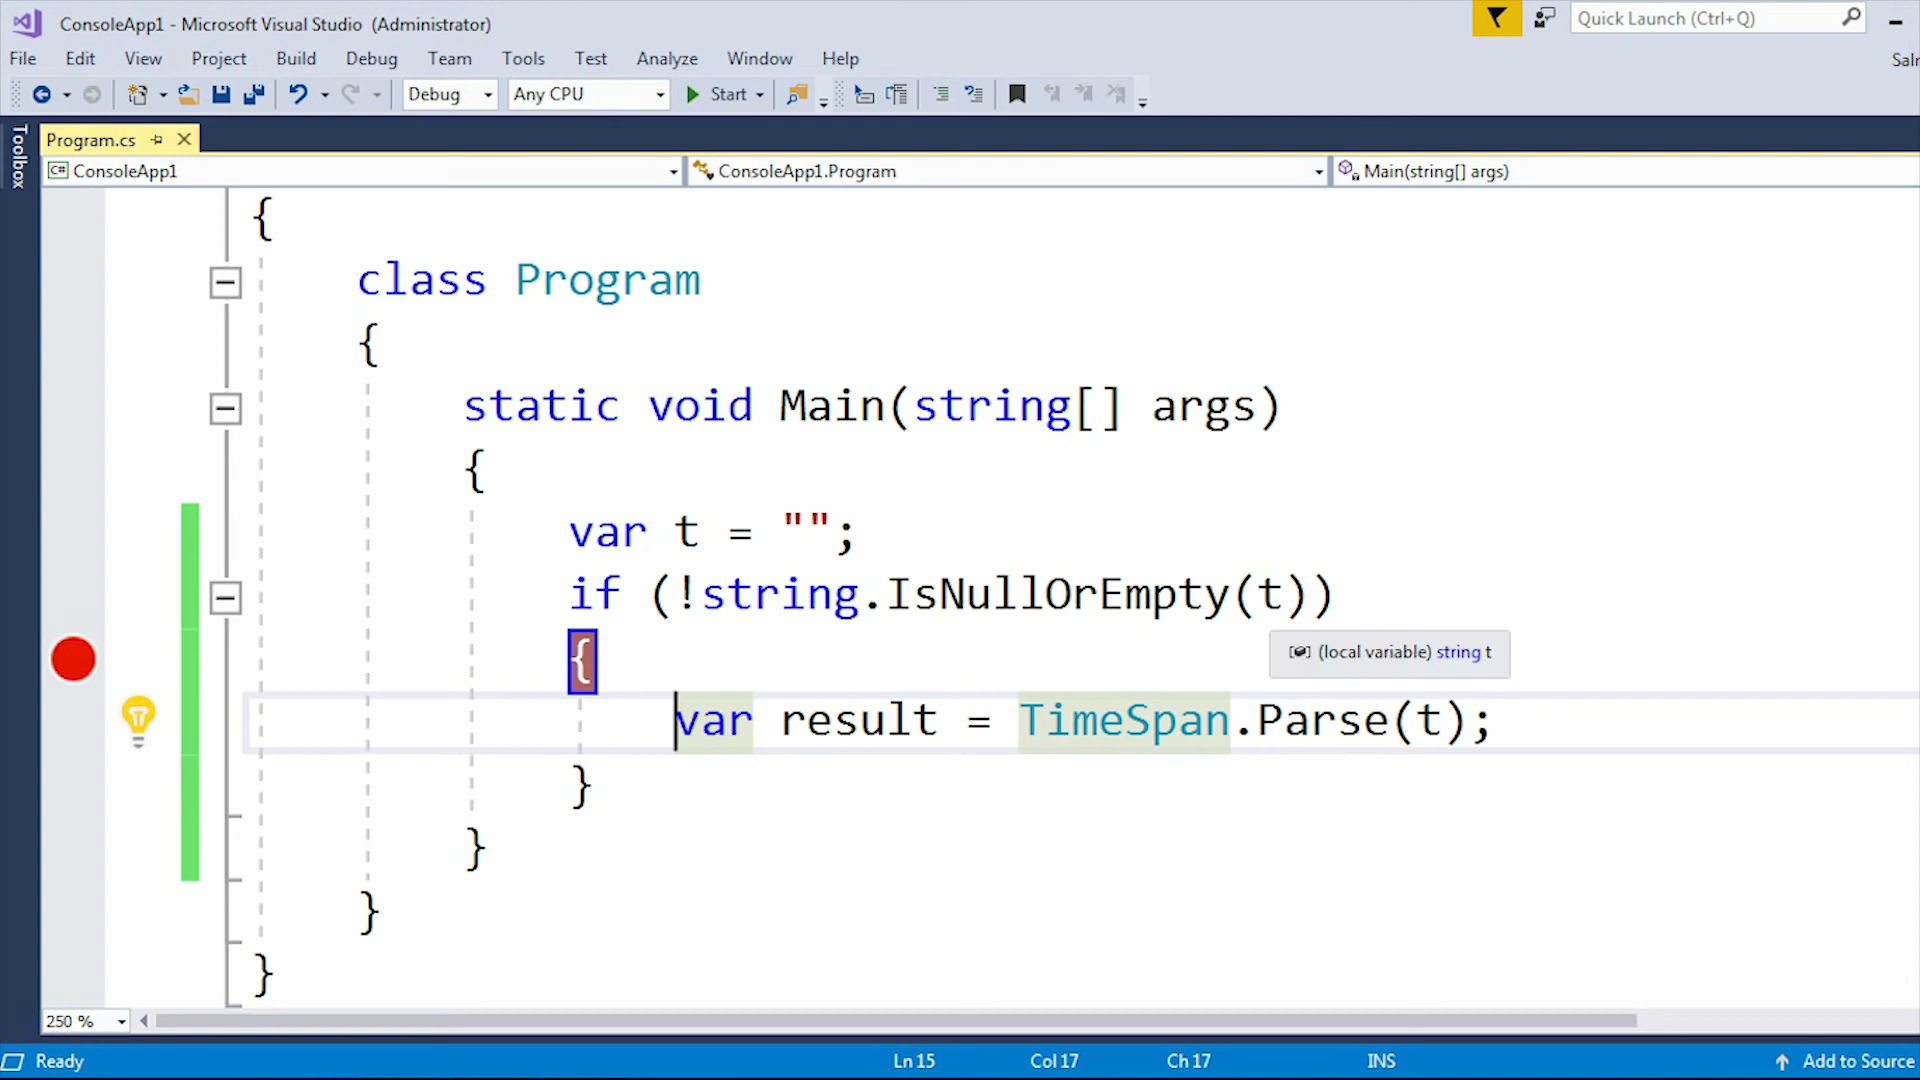 ConsoleApp1 - Microsoft Visual Studio (Administrator)
Quick Launch (Ctrl+Q)
File Edit View Project Build Debug Team Tools Test Analyze Window Help
Debug Any CPU Start
Toolbox
Program.cs
C# ConsoleApp1 ConsoleApp1.Program Main(string[] args)
{
class Program
{
static void Main(string[] args)
{
var t = "";
if (!string.IsNullOrEmpty(t))
{
(local variable) string t
var result = TimeSpan.Parse(t);
}
}
}
}
250 %
Ready Ln 15 Col 17 Ch 17 INS Add to Source